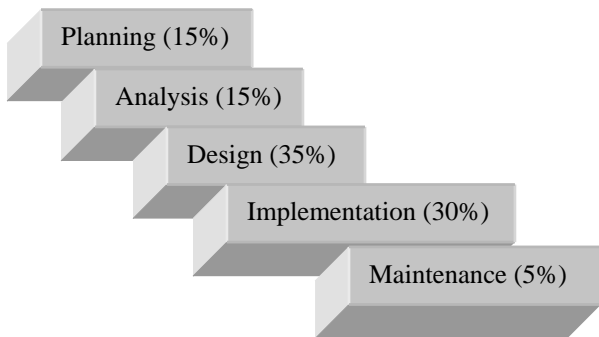 Planning (15%)
Analysis (15%)
Design (35%)
Implementation (30%)
Maintenance (5%)